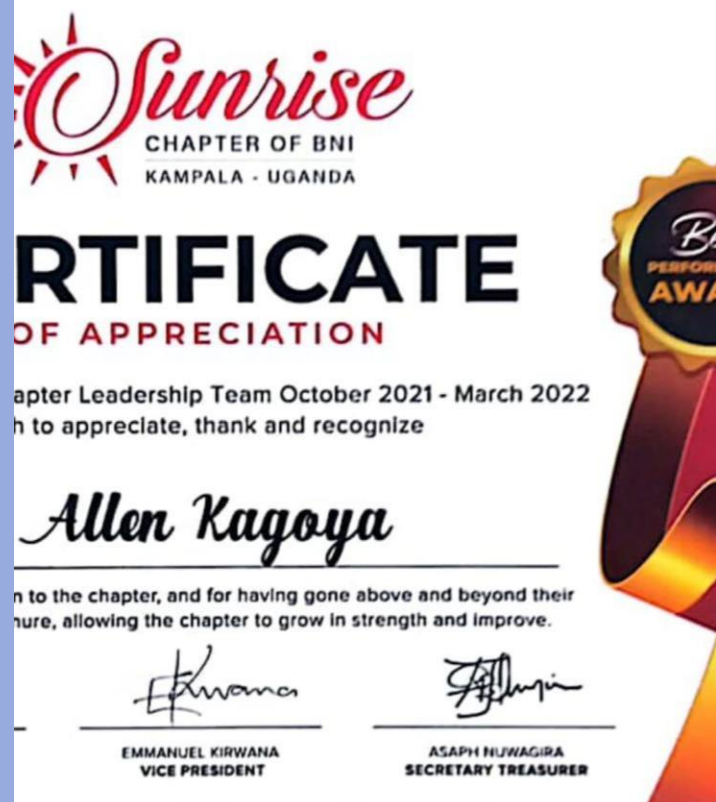 Sunrise
CHAPTER OF BNI
KAMPALA - UGANDA
RTIFICATE
OF APPRECIATION
apter Leadership Team October 2021 - March 2022
h to appreciate, thank and recognize
Allen Kagoya
n to the chapter, and for having gone above and beyond their
nure, allowing the chapter to grow in strength and improve.
EMMANUEL KIRWANA
VICE PRESIDENT
ASAPH NUWAGIRA
SECRETARY TREASURER
PERFOR
AWA